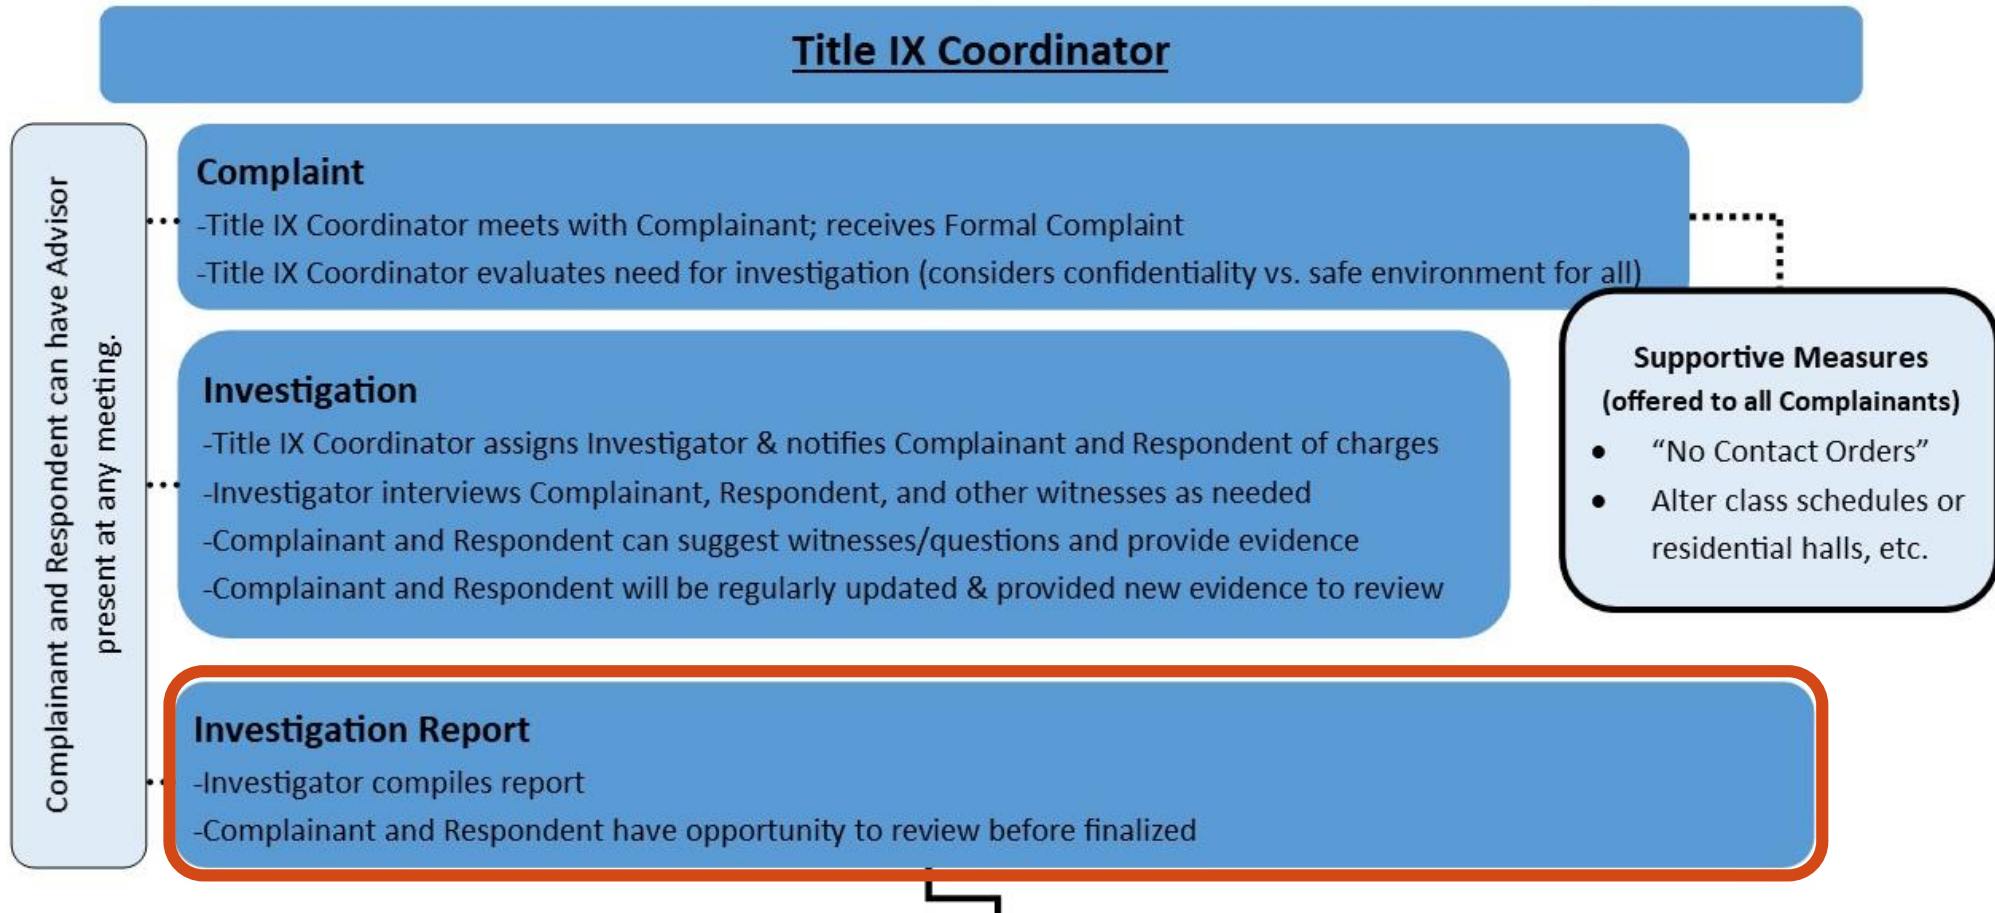 Title IX Coordinator
Complainant and Respondent can have Advisor
present at any meeting.
Complaint
-Title IX Coordinator meets with Complainant; receives Formal Complaint
-Title IX Coordinator evaluates need for investigation (considers confidentiality vs. safe environment for all)
Investigation
-Title IX Coordinator assigns Investigator & notifies Complainant and Respondent of charges
-Investigator interviews Complainant, Respondent, and other witnesses as needed
-Complainant and Respondent can suggest witnesses/questions and provide evidence
-Complainant and Respondent will be regularly updated & provided new evidence to review
Supportive Measures
(offered to all Complainants)
• “No Contact Orders”
• Alter class schedules or
residential halls, etc.
Investigation Report
-Investigator compiles report
-Complainant and Respondent have opportunity to review before finalized